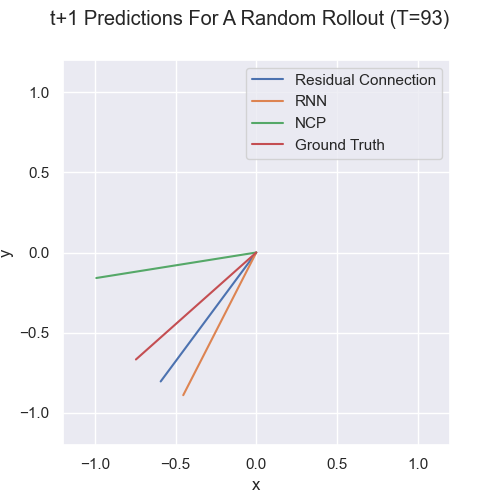 t+1 Predictions For A Random Rollout (T=93)
Residual Connection
RNN
NCP
Ground Truth
1.0
0.5
0.0
−0.5
−1.0
y
−1.0 −0.5 0.0 0.5 1.0
x